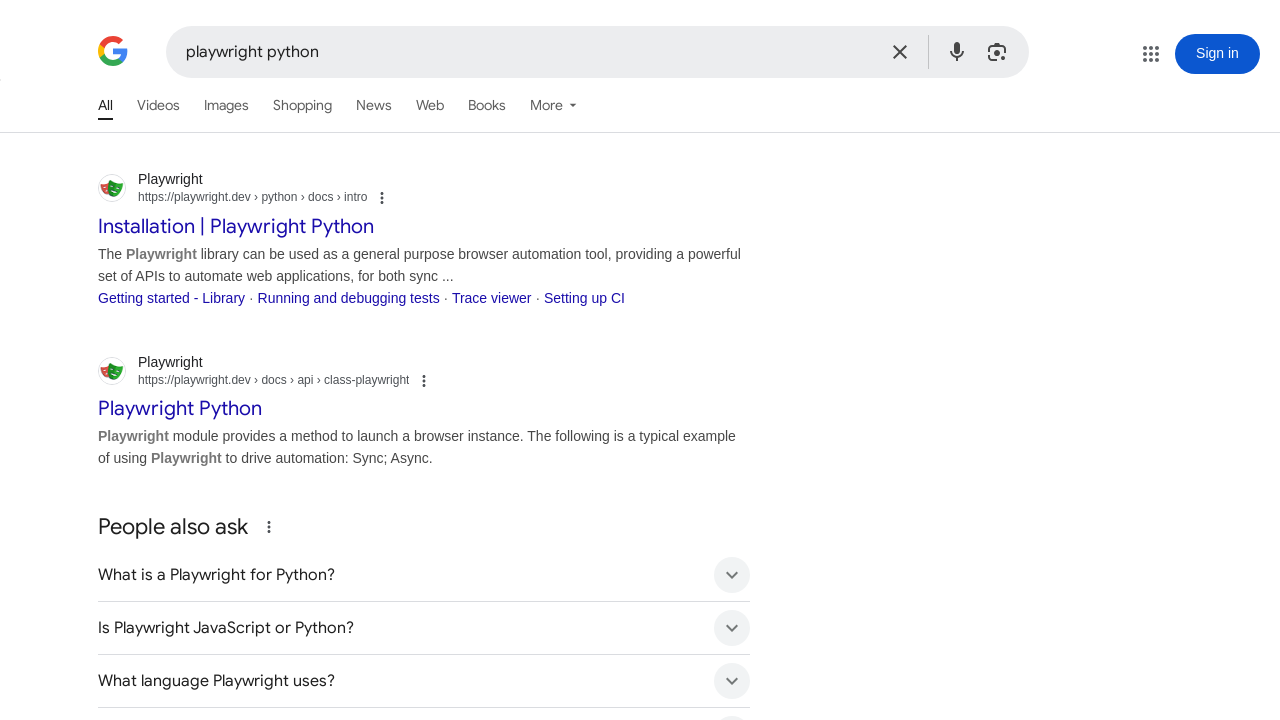 playwright python
Sign in
All Videos Images Shopping News Web Books More
Playwright
https://playwright.dev › python › docs › intro
Installation | Playwright Python
The Playwright library can be used as a general purpose browser automation tool, providing a powerful
set of APIs to automate web applications, for both sync ...
Getting started - Library · Running and debugging tests · Trace viewer · Setting up CI
Playwright
https://playwright.dev › docs › api › class-playwright
Playwright Python
Playwright module provides a method to launch a browser instance. The following is a typical example
of using Playwright to drive automation: Sync; Async.
People also ask
What is a Playwright for Python?
Is Playwright JavaScript or Python?
What language Playwright uses?